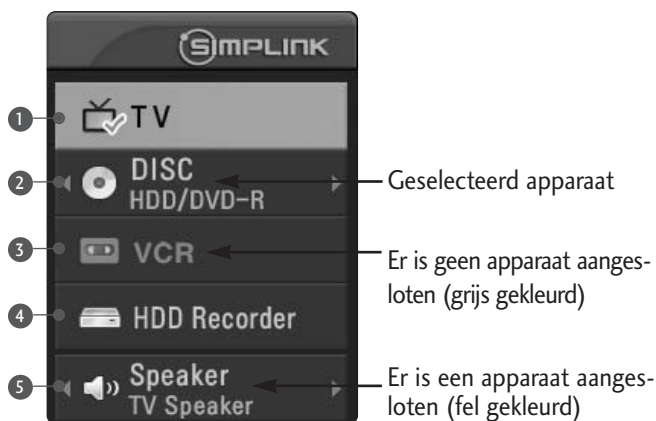 SIMPLINK
1 TV
2 DISC
HDD/DVD-R
Geselecteerd apparaat
3 VCR
Er is geen apparaat aanges-
loten (grijs gekleurd)
4 HDD Recorder
5 Speaker
TV Speaker
Er is een apparaat aanges-
loten (fel gekleurd)